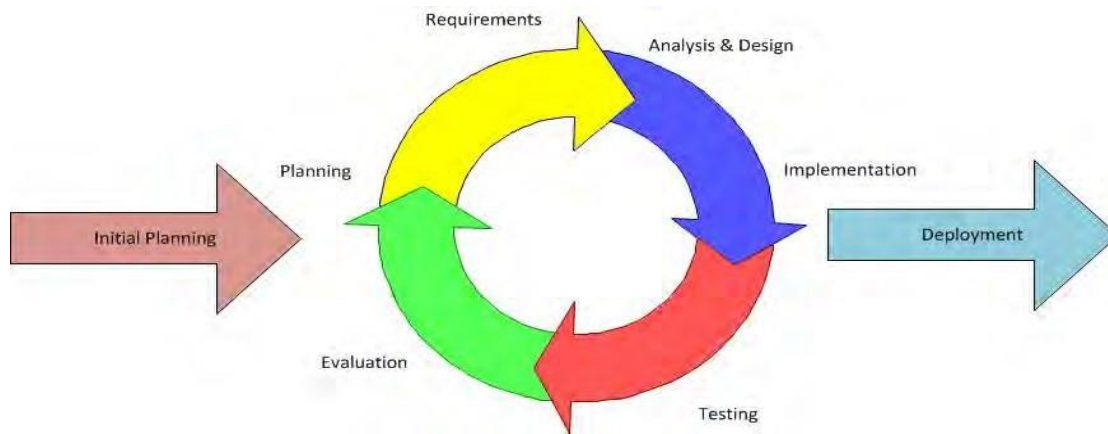 Requirements
Analysis & Design
Planning
Implementation
Initial Planning
Deployment
Evaluation
Testing